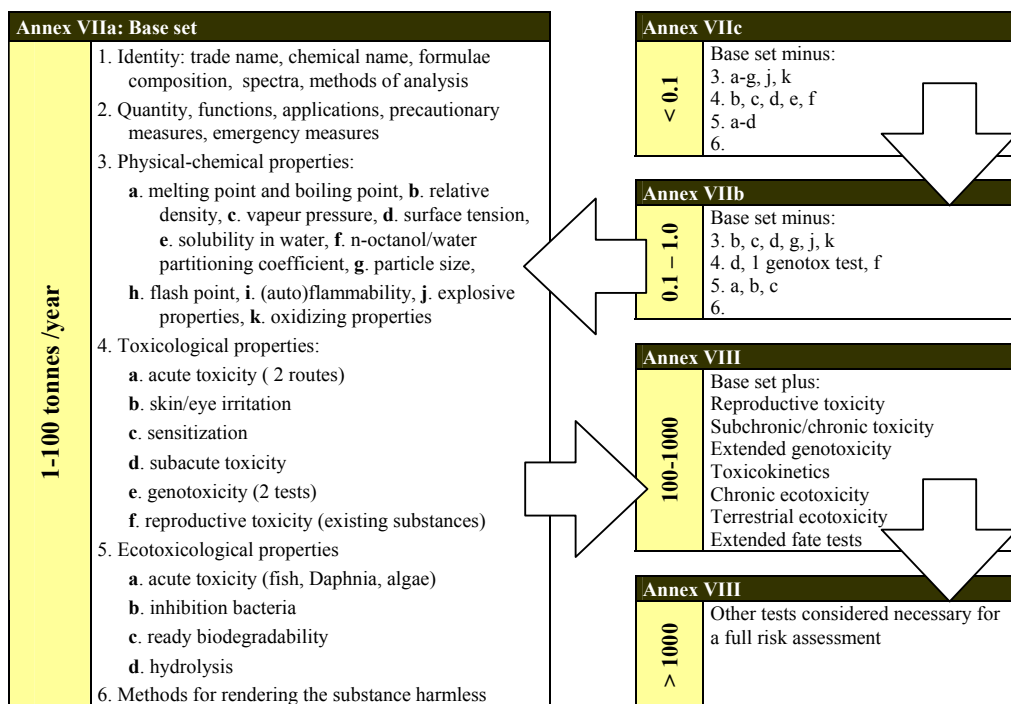 Annex VIIa: Base set
1-100 tonnes /year
1. Identity: trade name, chemical name, formulae
composition, spectra, methods of analysis
2. Quantity, functions, applications, precautionary
measures, emergency measures
3. Physical-chemical properties:
a. melting point and boiling point, b. relative
density, c. vapeur pressure, d. surface tension,
e. solubility in water, f. n-octanol/water
partitioning coefficient, g. particle size,
h. flash point, i. (auto)flammability, j. explosive
properties, k. oxidizing properties
4. Toxicological properties:
a. acute toxicity ( 2 routes)
b. skin/eye irritation
c. sensitization
d. subacute toxicity
e. genotoxicity (2 tests)
f. reproductive toxicity (existing substances)
5. Ecotoxicological properties
a. acute toxicity (fish, Daphnia, algae)
b. inhibition bacteria
c. ready biodegradability
d. hydrolysis
6. Methods for rendering the substance harmless
Annex VIIc
< 0.1
Base set minus:
3. a-g, j, k
4. b, c, d, e, f
5. a-d
6.
Annex VIIb
0.1 – 1.0
Base set minus:
3. b, c, d, g, j, k
4. d, 1 genotox test, f
5. a, b, c
6.
Annex VIII
100-1000
Base set plus:
Reproductive toxicity
Subchronic/chronic toxicity
Extended genotoxicity
Toxicokinetics
Chronic ecotoxicity
Terrestrial ecotoxicity
Extended fate tests
Annex VIII
> 1000
Other tests considered necessary for
a full risk assessment